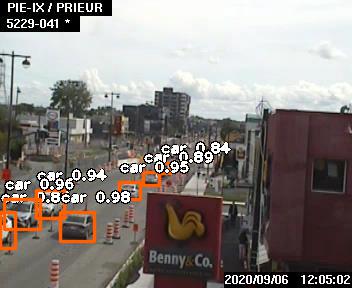 PIE-IX / PRIEUR
5229-041 *
car 0.84
car 0.89
car 0.95
car 0.94
car 0.96
car 0.8
car 0.98
Benny&Co.
2020/09/06 12:05:02